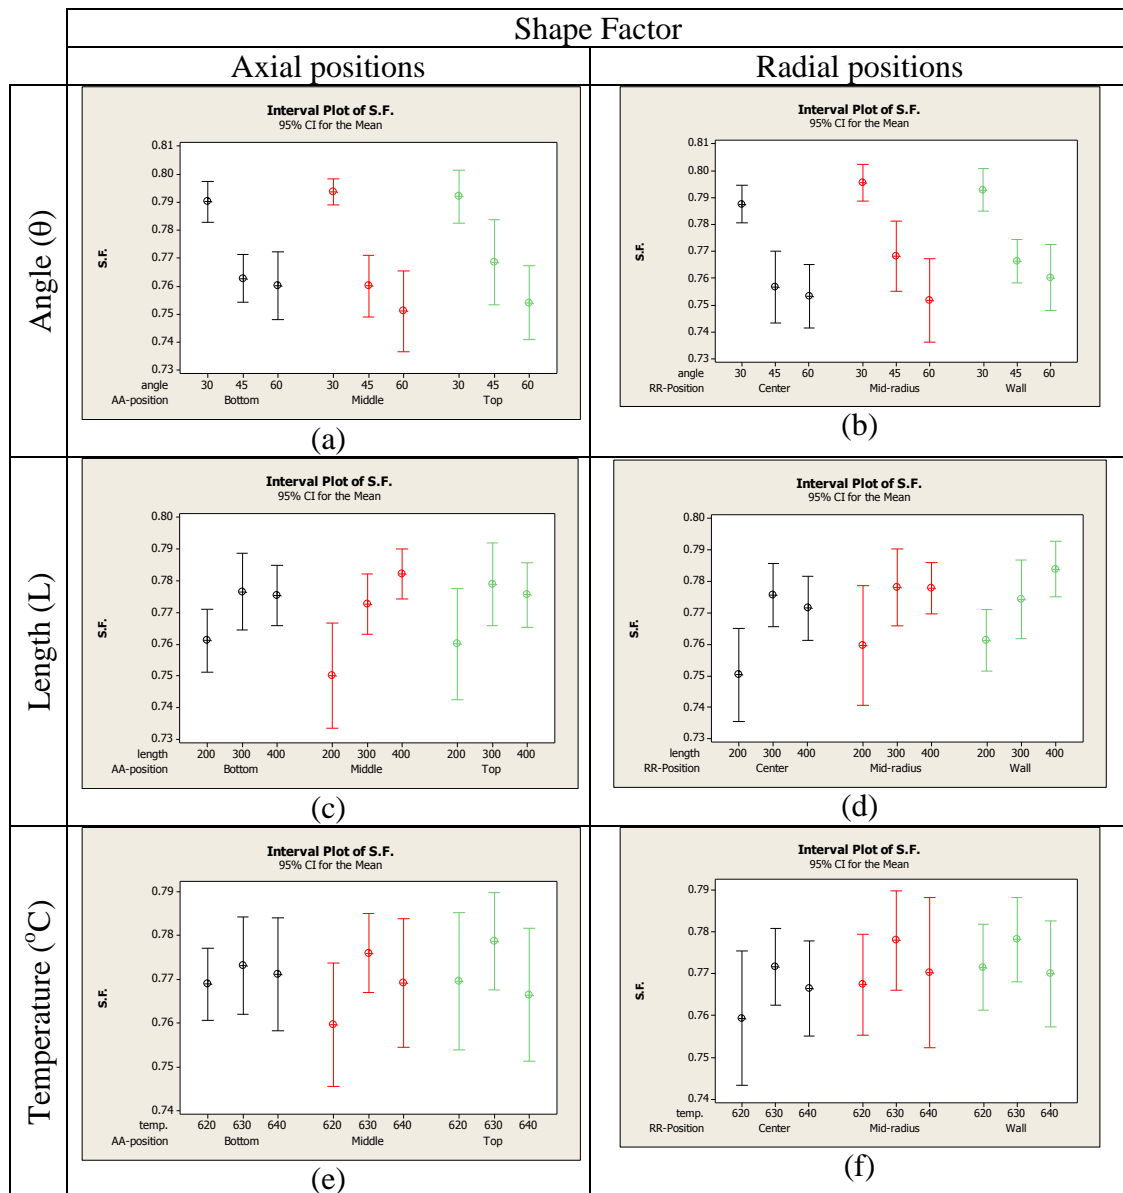 Shape Factor
Axial positions
Radial positions
Angle (θ)
Interval Plot of S.F.
95% CI for the Mean
S.F.
0.81
0.80
0.79
0.78
0.77
0.76
0.75
0.74
0.73
angle 30 45 60 30 45 60 30 45 60
AA-position Bottom Middle Top
(a)
Interval Plot of S.F.
95% CI for the Mean
S.F.
0.81
0.80
0.79
0.78
0.77
0.76
0.75
0.74
0.73
angle 30 45 60 30 45 60 30 45 60
RR-Position Center Mid-radius Wall
(b)
Length (L)
Interval Plot of S.F.
95% CI for the Mean
S.F.
0.80
0.79
0.78
0.77
0.76
0.75
0.74
0.73
length 200 300 400 200 300 400 200 300 400
AA-position Bottom Middle Top
(c)
Interval Plot of S.F.
95% CI for the Mean
S.F.
0.80
0.79
0.78
0.77
0.76
0.75
0.74
0.73
length 200 300 400 200 300 400 200 300 400
RR-Position Center Mid-radius Wall
(d)
Temperature (°C)
Interval Plot of S.F.
95% CI for the Mean
S.F.
0.79
0.78
0.77
0.76
0.75
0.74
temp. 620 630 640 620 630 640 620 630 640
AA-position Bottom Middle Top
(e)
Interval Plot of S.F.
95% CI for the Mean
S.F.
0.79
0.78
0.77
0.76
0.75
0.74
temp. 620 630 640 620 630 640 620 630 640
RR-Position Center Mid-radius Wall
(f)